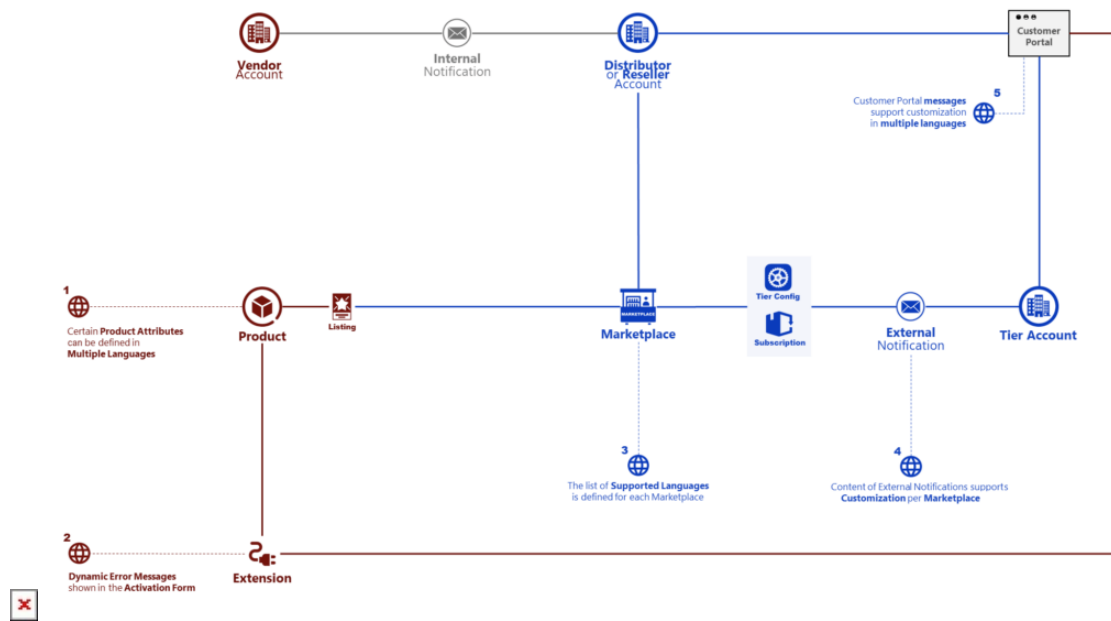 Customer
Portal
Vendor
Account
Internal
Notification
Distributor
or Reseller
Account
5
Customer Portal messages
support customization
in multiple languages
1
Certain Product Attributes
can be defined in
Multiple Languages
Product
Listing
MARKETPLACE
Marketplace
Tier Config
Subscription
External
Notification
Tier Account
3
The list of Supported Languages
is defined for each Marketplace
4
Content of External Notifications supports
Customization per Marketplace
2
Dynamic Error Messages
shown in the Activation Form
Extension